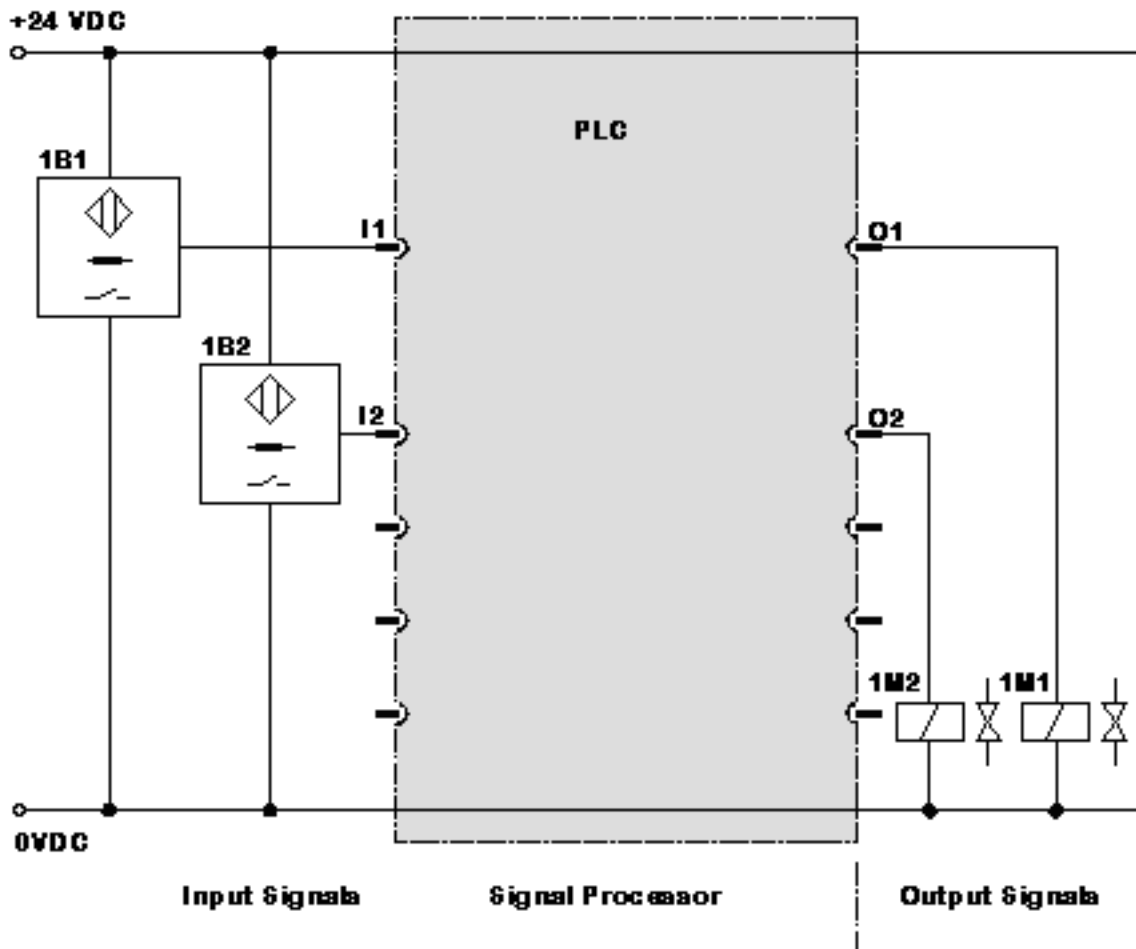 +24 VDC
PLC
1B1
I1
O1
1B2
I2
O2
1M2
1M1
0VDC
Input Signals
Signal Processor
Output Signals